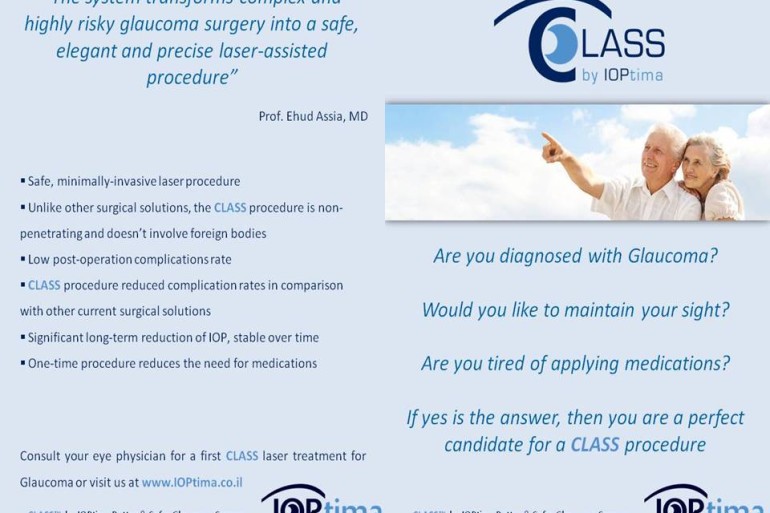 highly risky glaucoma surgery into a safe,
elegant and precise laser-assisted
procedure”
Prof. Ehud Assia, MD
▪ Safe, minimally-invasive laser procedure
▪ Unlike other surgical solutions, the CLASS procedure is non-
penetrating and doesn’t involve foreign bodies
▪ Low post-operation complications rate
▪ CLASS procedure reduced complication rates in comparison
with other current surgical solutions
▪ Significant long-term reduction of IOP, stable over time
▪ One-time procedure reduces the need for medications
Consult your eye physician for a first CLASS laser treatment for
Glaucoma or visit us at www.IOPtima.co.il
IOPtima
CLASS
by IOPtima
Are you diagnosed with Glaucoma?
Would you like to maintain your sight?
Are you tired of applying medications?
If yes is the answer, then you are a perfect
candidate for a CLASS procedure
IOPtima